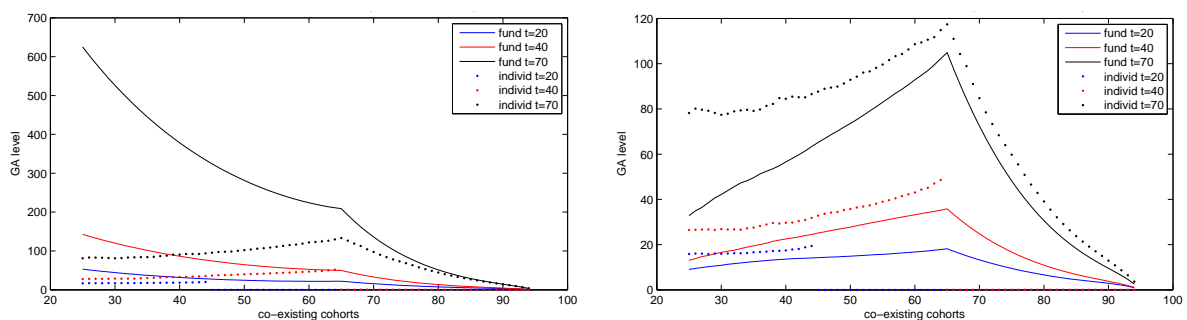 700
600
500
400
300
200
100
0
GA level
20 30 40 50 60 70 80 90 100
co−existing cohorts
fund t=20
fund t=40
fund t=70
individ t=20
individ t=40
individ t=70
120
100
80
60
40
20
0
GA level
20 30 40 50 60 70 80 90 100
co−existing cohorts
fund t=20
fund t=40
fund t=70
individ t=20
individ t=40
individ t=70